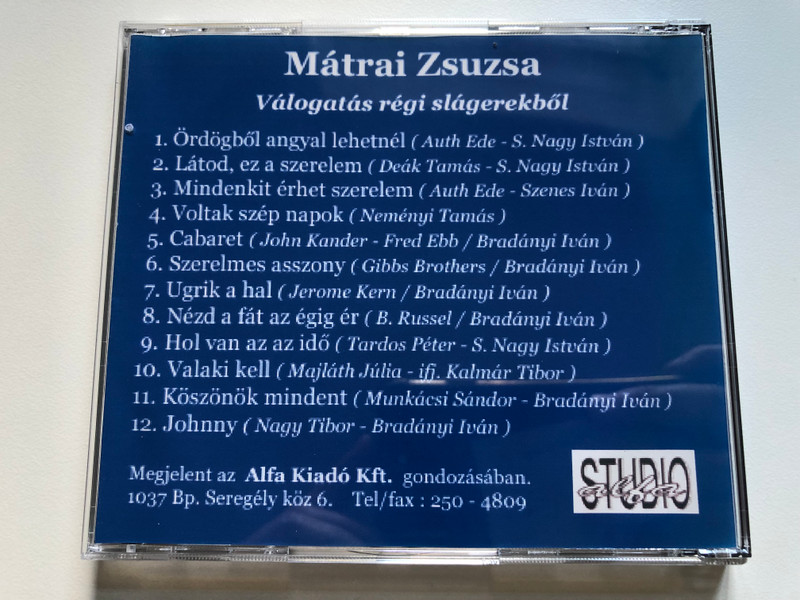 Mátrai Zsuzsa
Válogatás régi slágerekből
1. Ördögből angyal lehetnél ( Auth Ede - S. Nagy István )
2. Látod, ez a szerelem ( Deák Tamás - S. Nagy István )
3. Mindenkit érhet szerelem ( Auth Ede - Szenes Iván )
4. Voltak szép napok ( Neményi Tamás )
5. Cabaret ( John Kander - Fred Ebb / Bradányi Iván )
6. Szerelmes asszony ( Gibbs Brothers / Bradányi Iván )
7. Ugrik a hal ( Jerome Kern / Bradányi Iván )
8. Nézd a fát az égig ér ( B. Russel / Bradányi Iván )
9. Hol van az az idő ( Tardos Péter - S. Nagy István )
10. Valaki kell ( Majláth Júlia - ifj. Kalmár Tibor )
11. Köszönök mindent ( Munkácsi Sándor - Bradányi Iván )
12. Johnny ( Nagy Tibor - Bradányi Iván )
Megjelent az Alfa Kiadó Kft. gondozásában.
1037 Bp. Seregély köz 6. Tel/fax : 250 - 4809
STUDIO